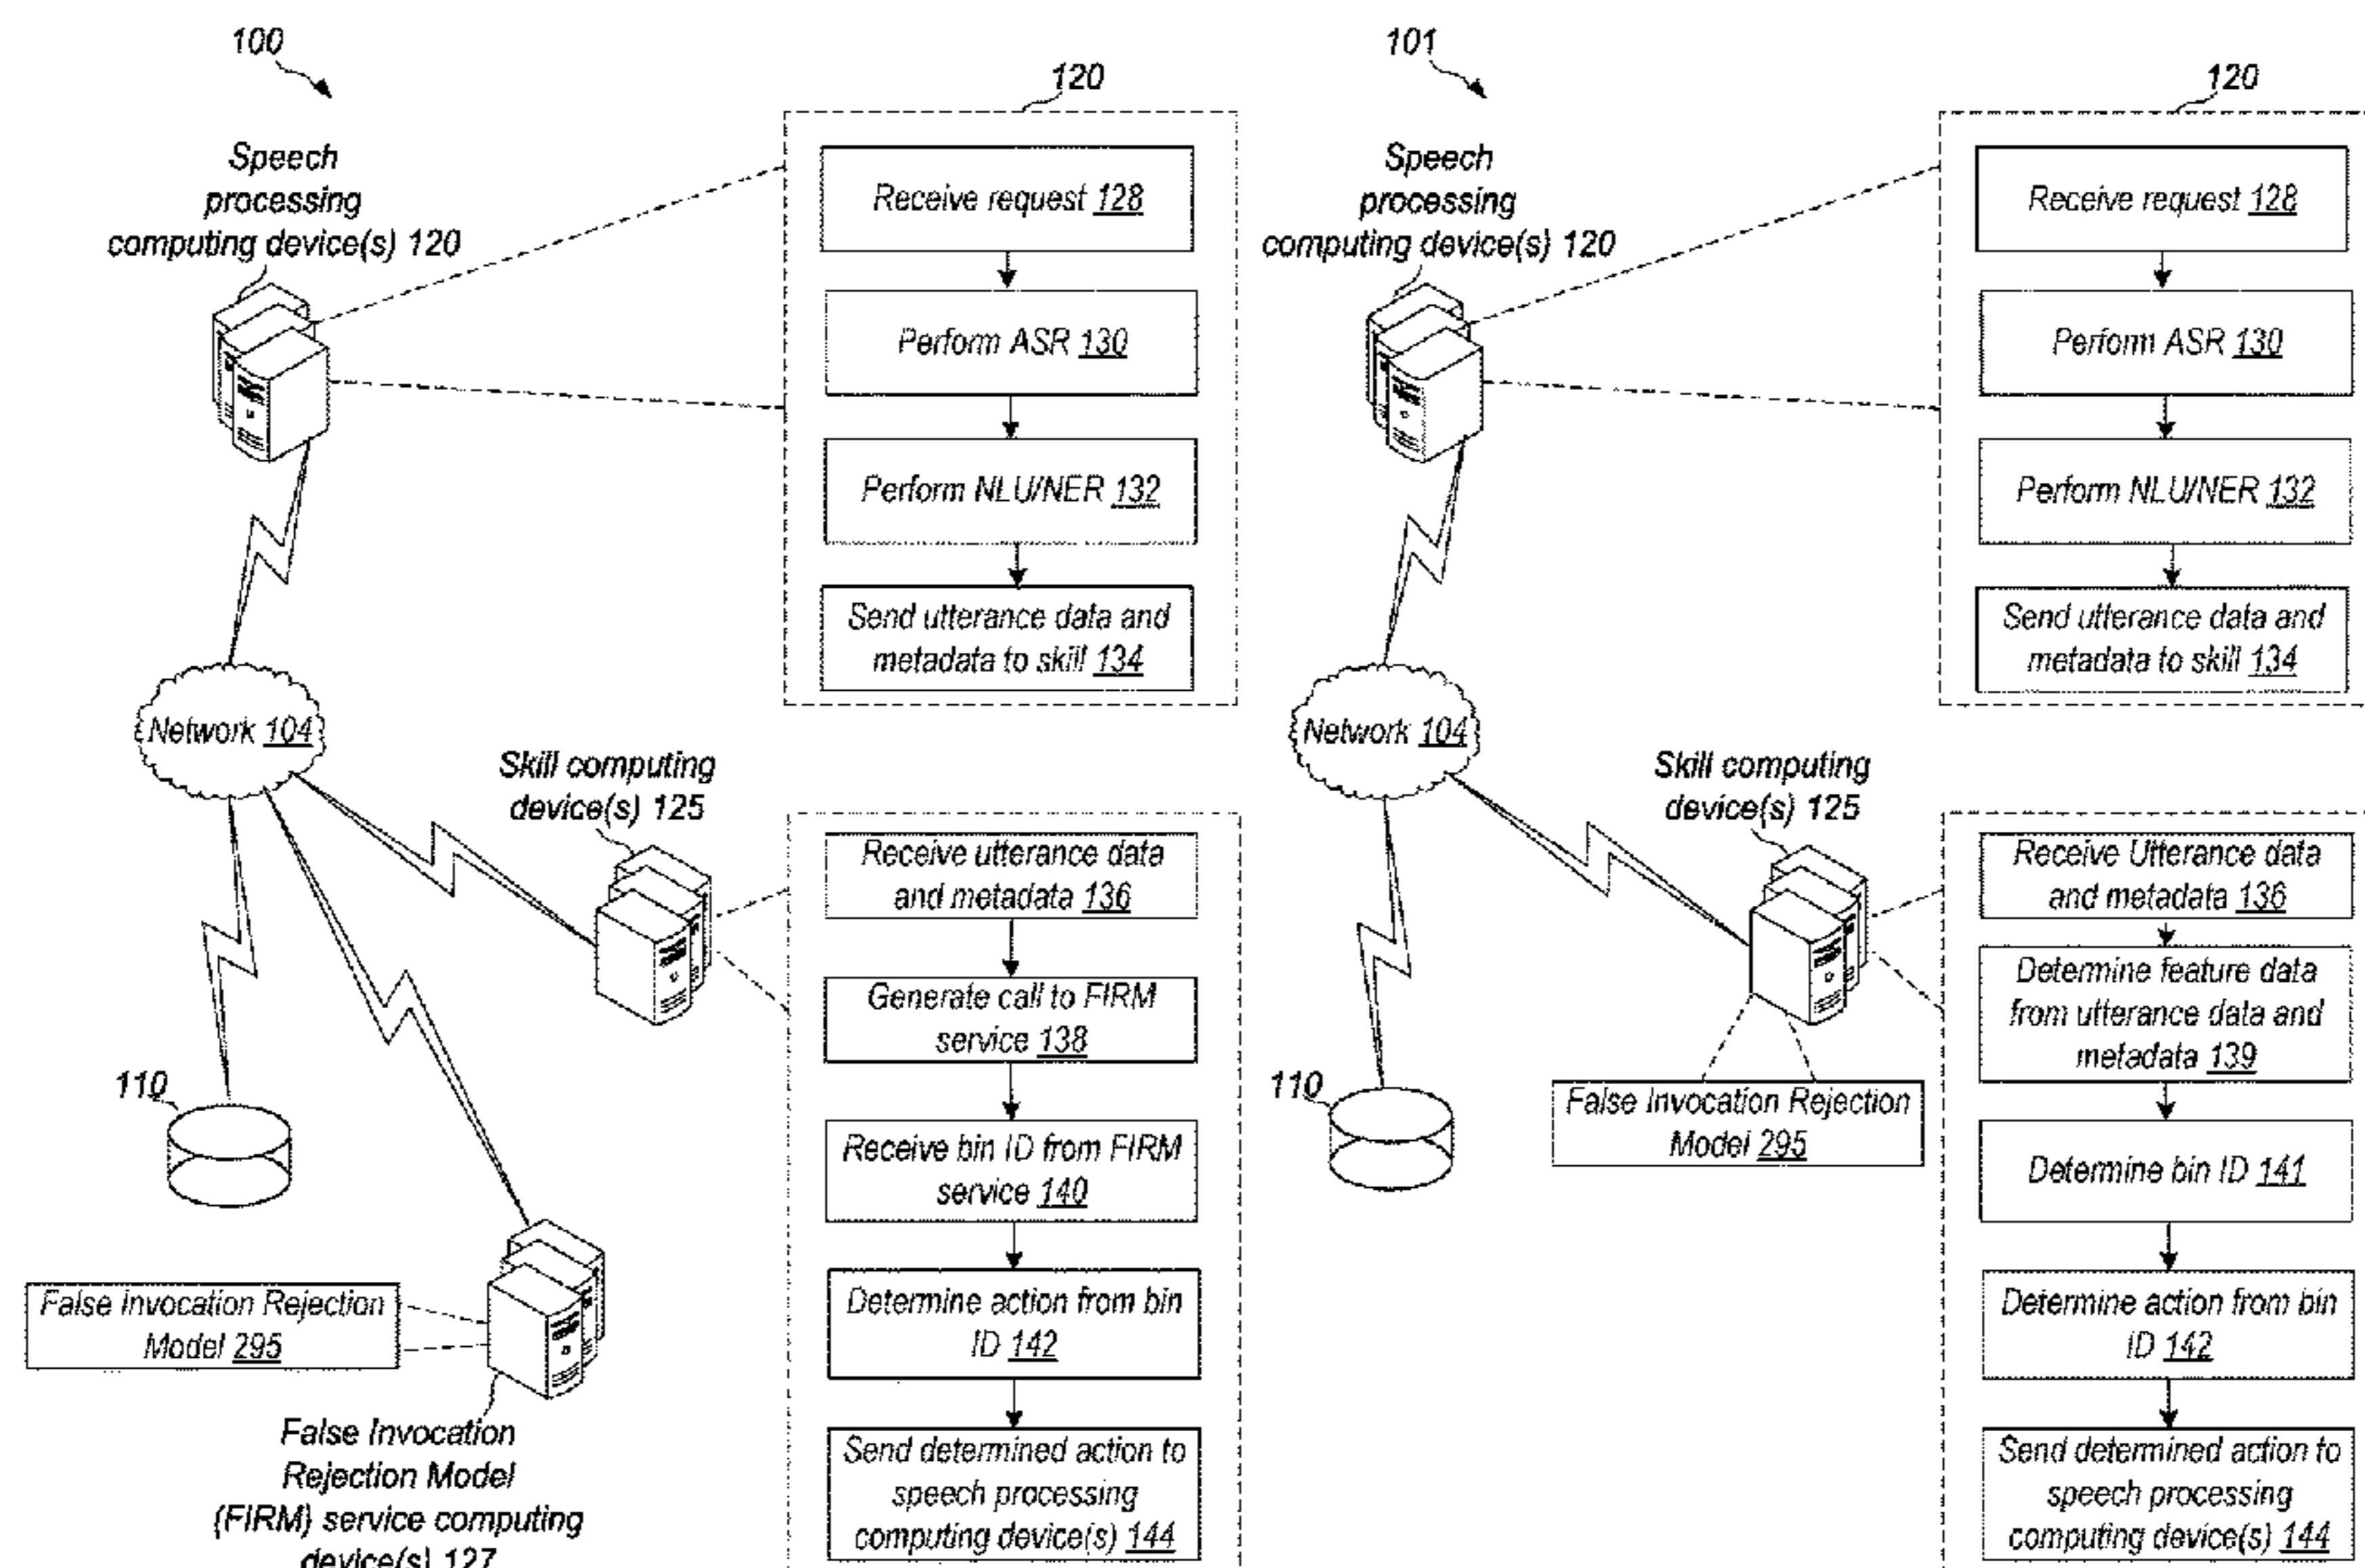 100
120
Speech
processing
computing device(s) 120
Receive request 128
Perform ASR 130
Perform NLU/NER 132
Send utterance data and
metadata to skill 134
Network 104
Skill computing
device(s) 125
Receive utterance data
and metadata 136
Generate call to FIRM
service 138
Receive bin ID from FIRM
service 140
Determine action from bin
ID 142
Send determined action to
speech processing
computing device(s) 144
110
False Invocation Rejection
Model 295
False Invocation
Rejection Model
(FIRM) service computing
device(s) 127
101
120
Speech
processing
computing device(s) 120
Receive request 128
Perform ASR 130
Perform NLU/NER 132
Send utterance data and
metadata to skill 134
Network 104
Skill computing
device(s) 125
Receive Utterance data
and metadata 136
Determine feature data
from utterance data and
metadata 139
Determine bin ID 141
Determine action from bin
ID 142
Send determined action to
speech processing
computing device(s) 144
110
False Invocation Rejection
Model 295